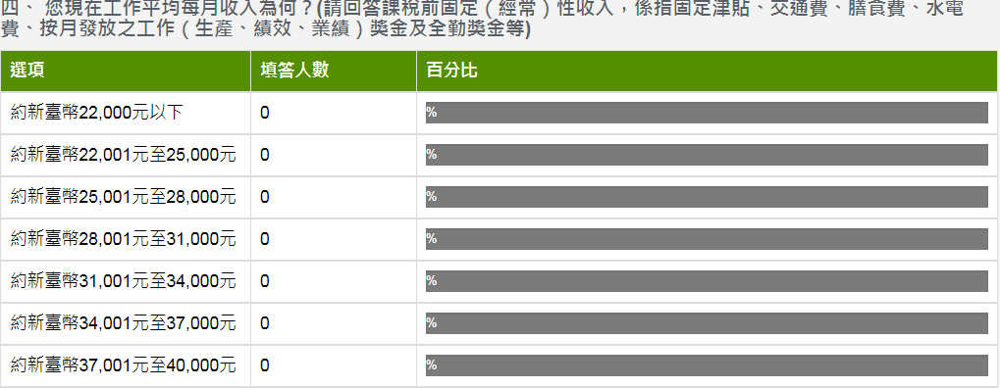 四、 您現在工作平均每月收入為何？(請回答課稅前固定（經常）性收入，係指固定津貼、交通費、膳食費、水電
費、按月發放之工作（生產、績效、業績）獎金及全勤獎金等)
選項 填答人數 百分比
約新臺幣22,000元以下 0 %
約新臺幣22,001元至25,000元 0 %
約新臺幣25,001元至28,000元 0 %
約新臺幣28,001元至31,000元 0 %
約新臺幣31,001元至34,000元 0 %
約新臺幣34,001元至37,000元 0 %
約新臺幣37,001元至40,000元 0 %